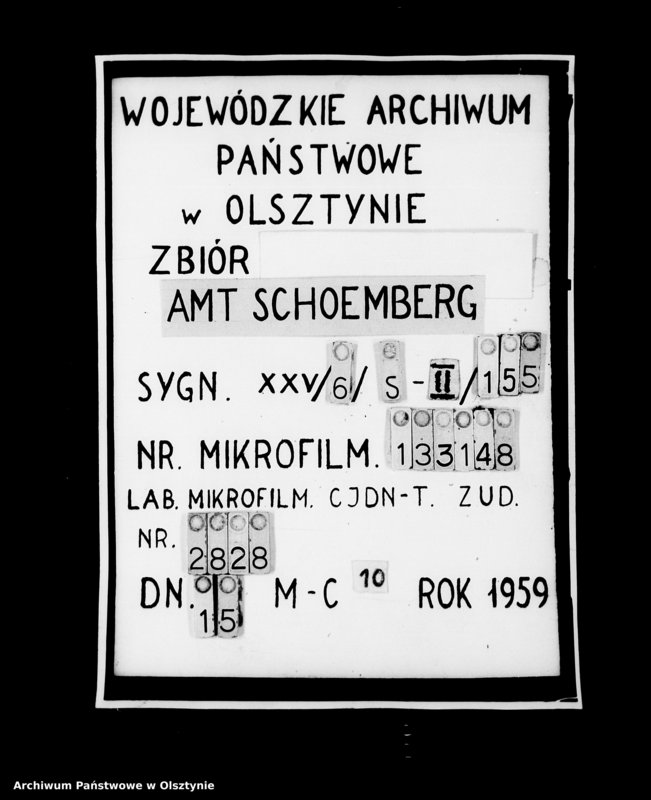 WOJEWÓDZKIE ARCHIWUM
PAŃSTWOWE
w OLSZTYNIE
ZBIÓR
AMT SCHOEMBERG
SYGN. XXV/6/ S-II/155
NR. MIKROFILM. 133148
LAB. MIKROFILM. CJDN-T. ZUD.
NR. 2828
DN. 15 M-C 10 ROK 1959
Archiwum Państwowe w Olsztynie